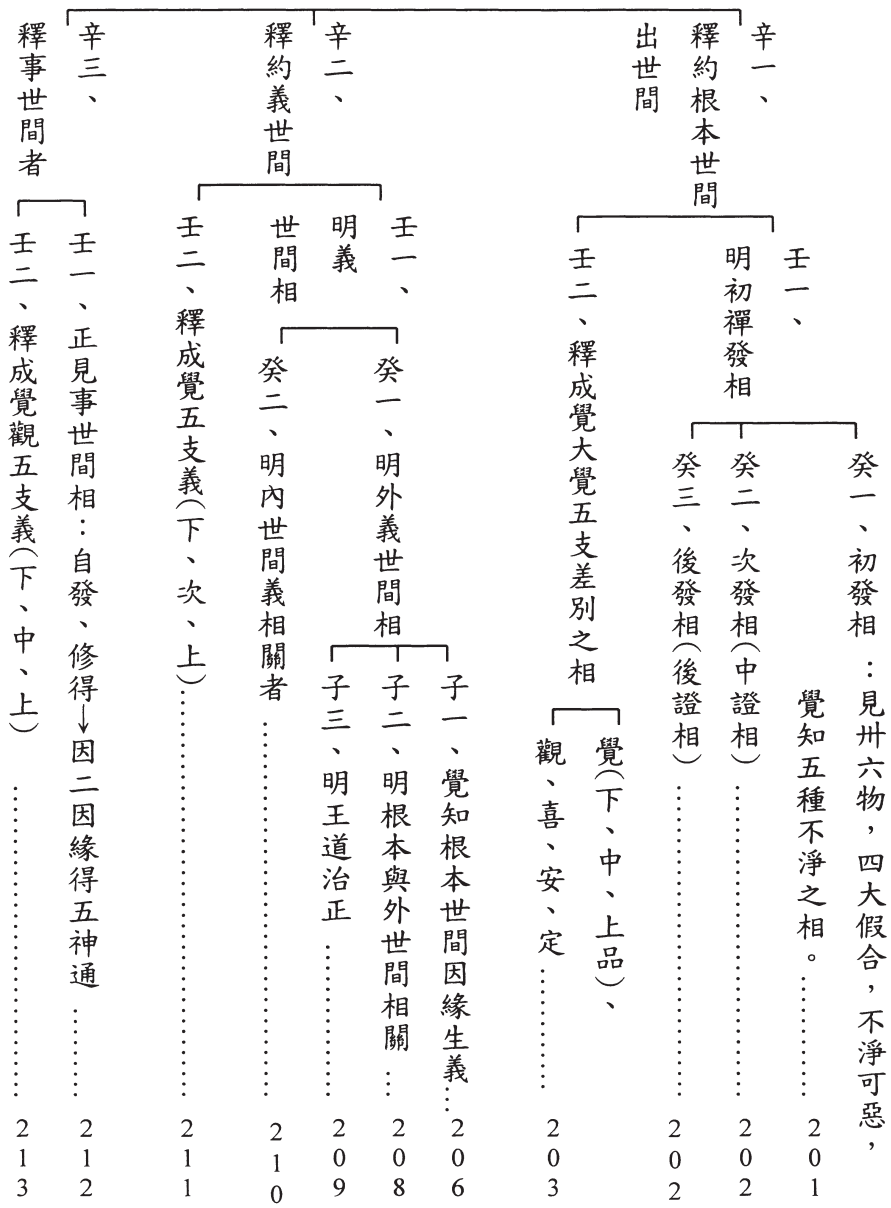 辛一、
釋約根本世間
出世間
壬一、
明初禪發相
癸一、初發相：見卅六物，四大假合，不淨可惡，
覺知五種不淨之相。………… 201
癸二、次發相(中證相)………………………… 202
癸三、後發相(後證相)………………………… 202
壬二、釋成覺大覺五支差別之相
覺(下、中、上品)、
觀、喜、安、定………… 203
辛二、
釋約義世間
壬一、
明義
世間相
癸一、明外義世間相
子一、覺知根本世間因緣生義… 206
子二、明根本與外世間相關… 208
子三、明王道治正………… 209
癸二、明內世間義相關者………………………… 210
壬二、釋成覺五支義(下、次、上)………………………… 211
辛三、
釋事世間者
壬一、正見事世間相：自發、修得→因二因緣得五神通……… 212
壬二、釋成覺觀五支義(下、中、上)………………………… 213